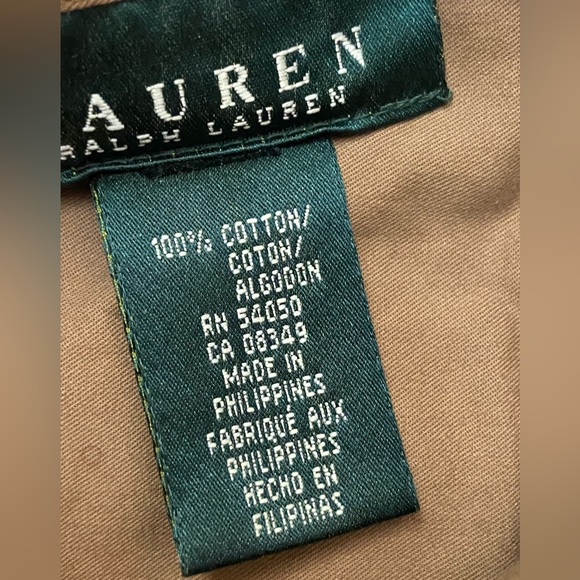 AUREN
RALPH LAUREN
100% COTTON/
COTON/
ALGODON
RN 54050
CA 08349
MADE IN
PHILIPPINES
FABRIQUÉ AUX
PHILIPPINES
HECHO EN
FILIPINAS